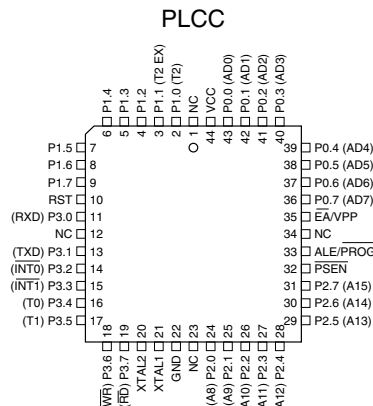 PLCC
P1.4
P1.3
P1.2
P1.1 (T2 EX)
P1.0 (T2)
NC
VCC
P0.0 (AD0)
P0.1 (AD1)
P0.2 (AD2)
P0.3 (AD3)
6 5 4 3 2 1 44 43 42 41 40
P1.5 7
P1.6 8
P1.7 9
RST 10
(RXD) P3.0 11
NC 12
(TXD) P3.1 13
(INT0) P3.2 14
(INT1) P3.3 15
(T0) P3.4 16
(T1) P3.5 17
39 P0.4 (AD4)
38 P0.5 (AD5)
37 P0.6 (AD6)
36 P0.7 (AD7)
35 EA/VPP
34 NC
33 ALE/PROG
32 PSEN
31 P2.7 (A15)
30 P2.6 (A14)
29 P2.5 (A13)
18 19 20 21 22 23 24 25 26 27 28
(WR) P3.6
(RD) P3.7
XTAL2
XTAL1
GND
NC
(A8) P2.0
(A9) P2.1
(A10) P2.2
(A11) P2.3
(A12) P2.4